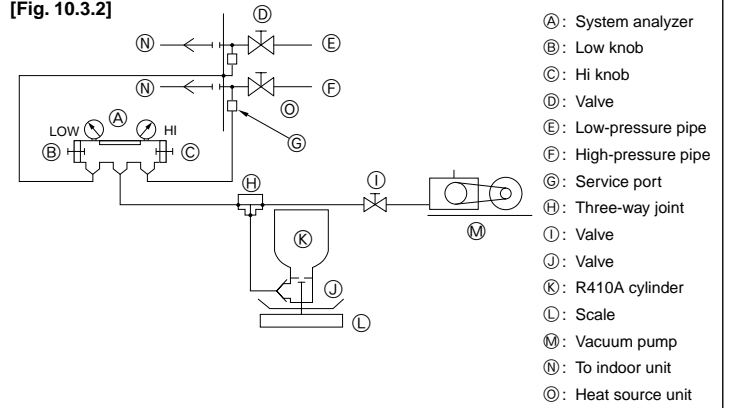 [Fig. 10.3.2]
Ⓓ
Ⓝ Ⓔ
Ⓝ Ⓕ
Ⓞ
Ⓐ
LOW HI
Ⓑ Ⓒ
Ⓖ
Ⓗ Ⓘ
Ⓚ Ⓜ
Ⓙ
Ⓛ
Ⓐ: System analyzer
Ⓑ: Low knob
Ⓒ: Hi knob
Ⓓ: Valve
Ⓔ: Low-pressure pipe
Ⓕ: High-pressure pipe
Ⓖ: Service port
Ⓗ: Three-way joint
Ⓘ: Valve
Ⓙ: Valve
Ⓚ: R410A cylinder
Ⓛ: Scale
Ⓜ: Vacuum pump
Ⓝ: To indoor unit
Ⓞ: Heat source unit